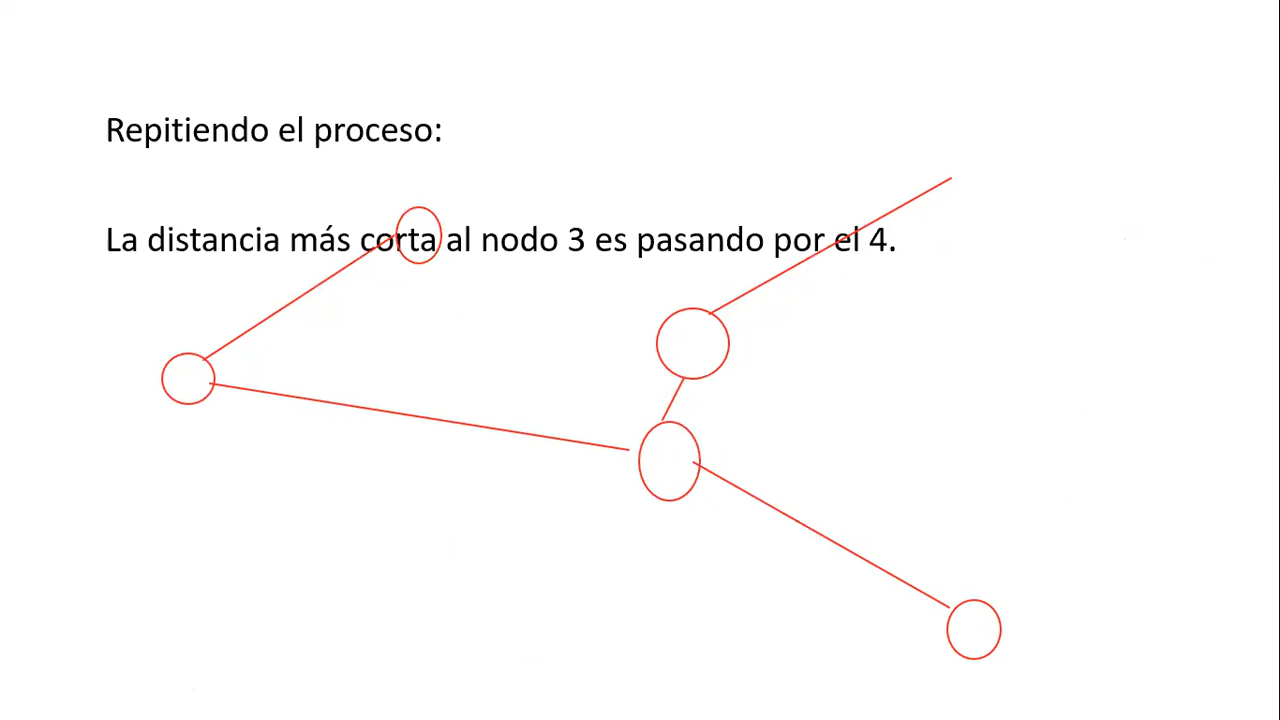 Repitiendo el proceso:
La distancia más corta al nodo 3 es pasando por el 4.